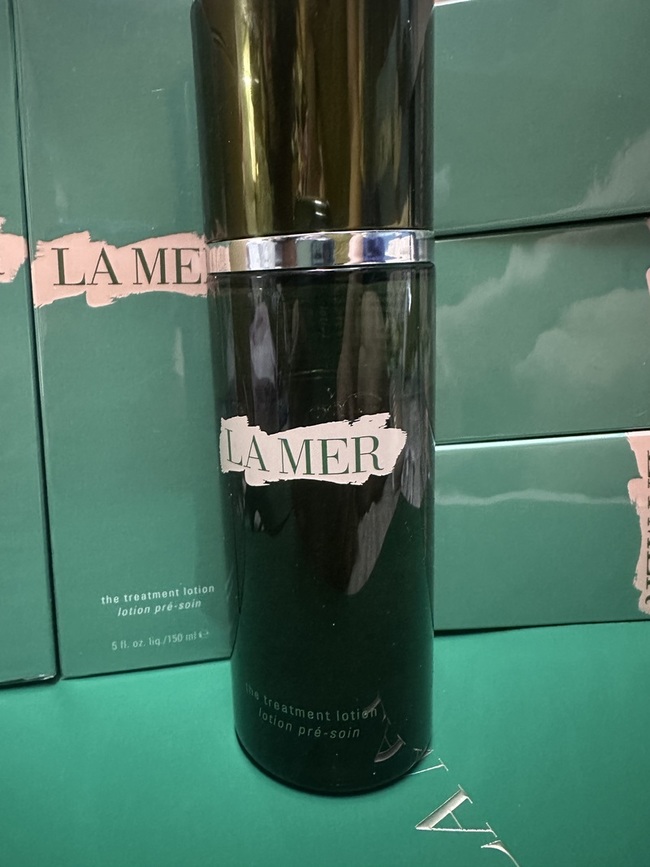 LA MER
the treatment lotion
lotion pré-soin
5 fl. oz. liq./150 ml ℮
LA MER
the treatment lotion
lotion pré-soin